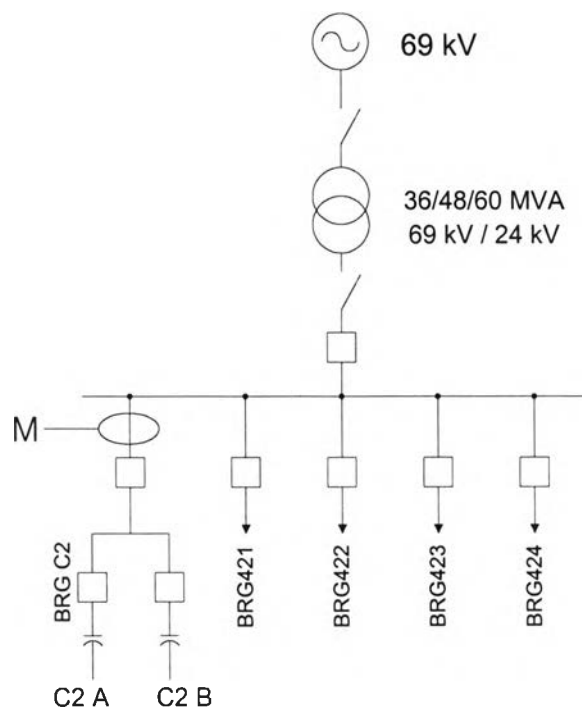 69 kV
36/48/60 MVA
69 kV / 24 kV
M
BRG C2
BRG421
BRG422
BRG423
BRG424
C2 A
C2 B